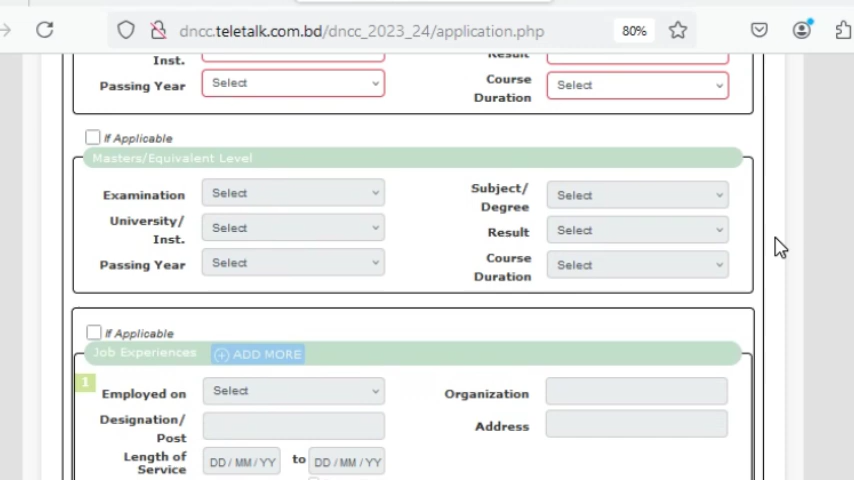 dncc.teletalk.com.bd/dncc_2023_24/application.php 80%
Inst. Result
Passing Year Select Course Duration Select
If Applicable
Masters/Equivalent Level
Examination Select Subject/ Degree Select
University/ Inst. Select Result Select
Passing Year Select Course Duration Select
If Applicable
Job Experiences ADD MORE
1
Employed on Select Organization
Designation/ Post Address
Length of Service DD / MM / YY to DD / MM / YY